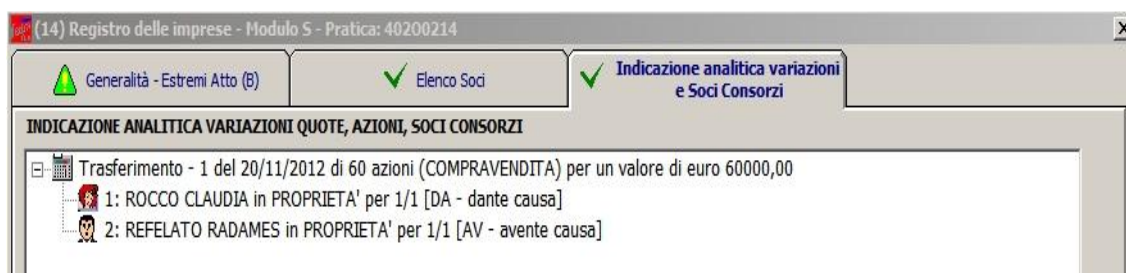 (14) Registro delle imprese - Modulo S - Pratica: 40200214
Generalità - Estremi Atto (B)
Elenco Soci
Indicazione analitica variazioni
e Soci Consorzi
INDICAZIONE ANALITICA VARIAZIONI QUOTE, AZIONI, SOCI CONSORZI
Trasferimento - 1 del 20/11/2012 di 60 azioni (COMPRAVENDITA) per un valore di euro 60000,00
1: ROCCO CLAUDIA in PROPRIETA' per 1/1 [DA - dante causa]
2: REFELATO RADAMES in PROPRIETA' per 1/1 [AV - avente causa]